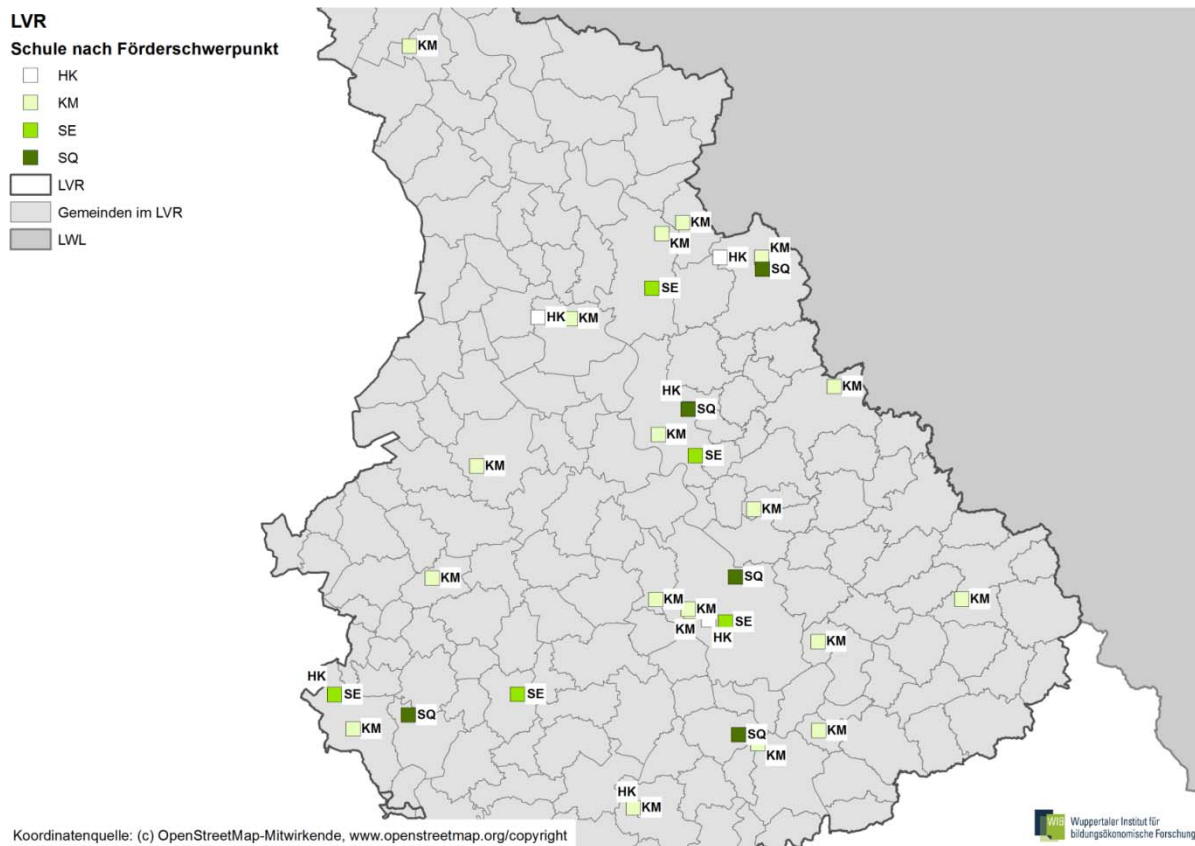 LVR
Schule nach Förderschwerpunkt
HK
KM
SE
SQ
LVR
Gemeinden im LVR
LWL
KM
KM
KM
HK
KM
SQ
SE
HK
KM
KM
HK
SQ
KM
SE
KM
KM
SQ
KM
KM
KM
KM
KM
SE
HK
KM
HK
SE
SE
SQ
KM
SQ
KM
KM
HK
KM
Koordinatenquelle: (c) OpenStreetMap-Mitwirkende, www.openstreetmap.org/copyright
WIB
Wuppertaler Institut für
bildungsökonomische Forschung